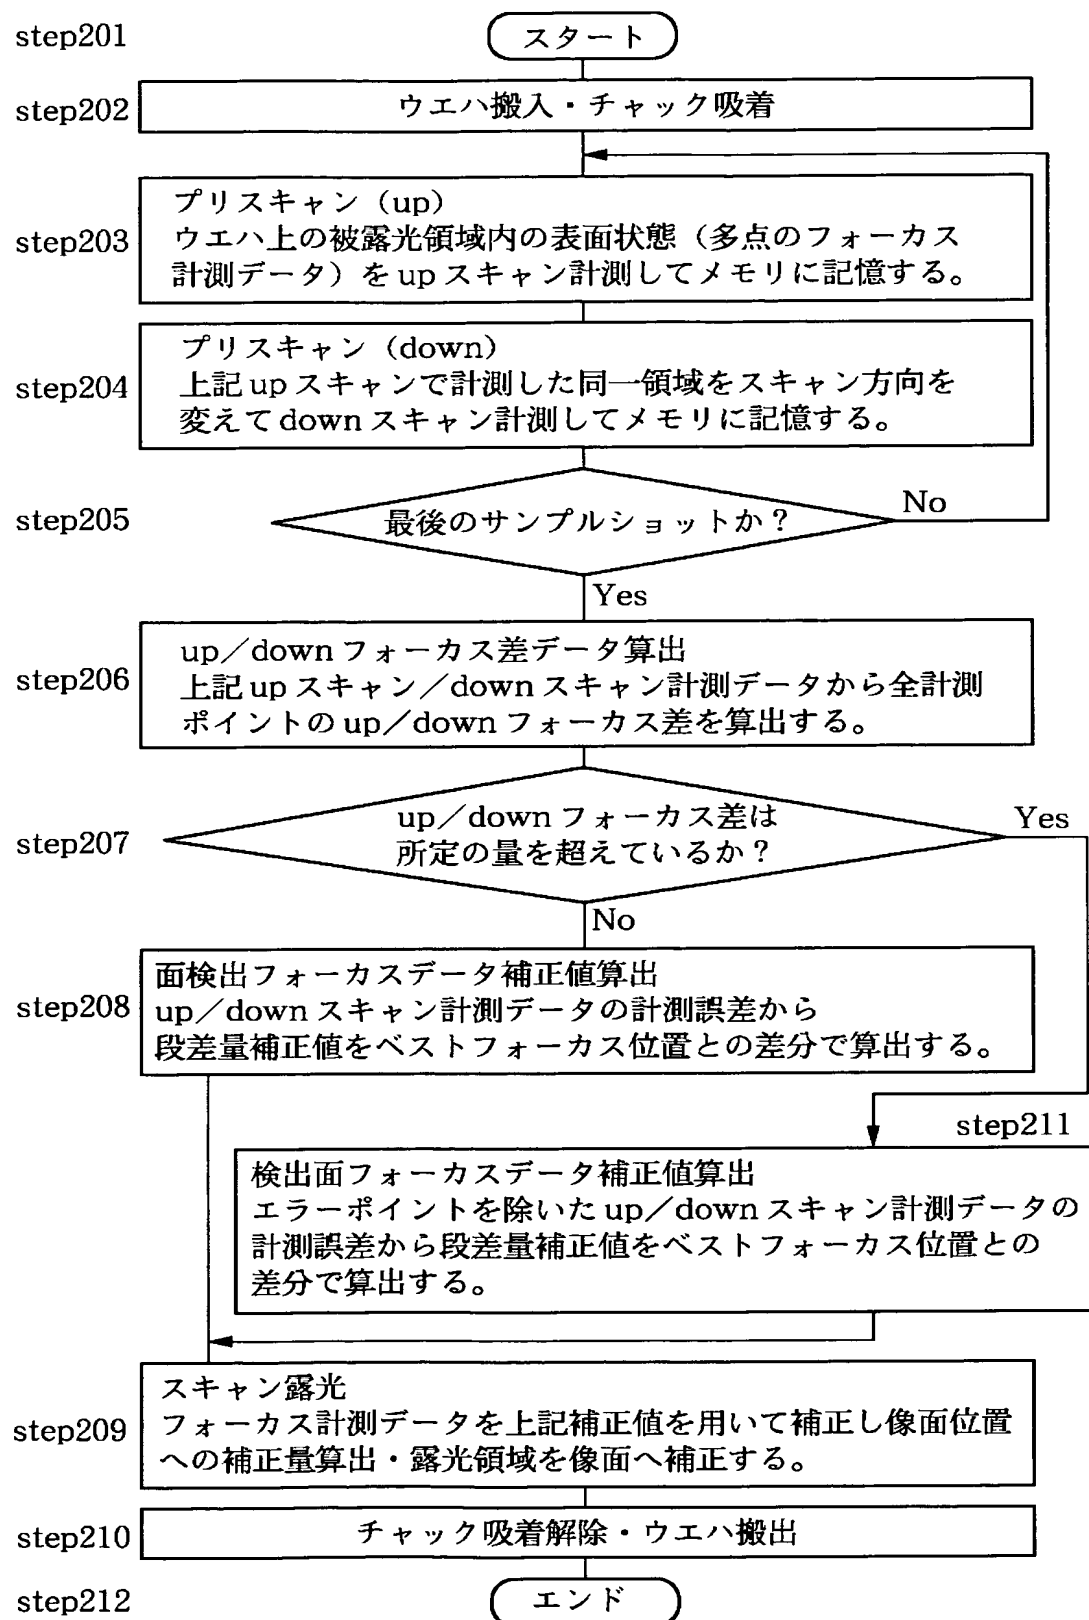 step201
スタート
step202
ウエハ搬入・チャック吸着
step203
プリスキャン（up）
ウエハ上の被露光領域内の表面状態（多点のフォーカス
計測データ）をupスキャン計測してメモリに記憶する。
step204
プリスキャン（down）
上記upスキャンで計測した同一領域をスキャン方向を
変えてdownスキャン計測してメモリに記憶する。
step205
最後のサンプルショットか？
No
Yes
step206
up／downフォーカス差データ算出
上記upスキャン／downスキャン計測データから全計測
ポイントのup／downフォーカス差を算出する。
step207
up／downフォーカス差は
所定の量を超えているか？
Yes
No
step208
面検出フォーカスデータ補正値算出
up／downスキャン計測データの計測誤差から
段差量補正値をベストフォーカス位置との差分で算出する。
step211
検出面フォーカスデータ補正値算出
エラーポイントを除いたup／downスキャン計測データの
計測誤差から段差量補正値をベストフォーカス位置との
差分で算出する。
step209
スキャン露光
フォーカス計測データを上記補正値を用いて補正し像面位置
への補正量算出・露光領域を像面へ補正する。
step210
チャック吸着解除・ウエハ搬出
step212
エンド